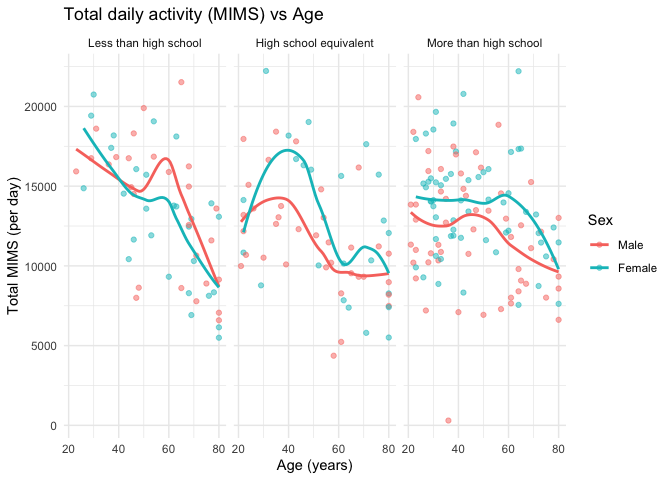 Total daily activity (MIMS) vs Age
Less than high school
High school equivalent
More than high school
Total MIMS (per day)
20000
15000
10000
5000
0
20 40 60 80
20 40 60 80
20 40 60 80
Age (years)
Sex
Male
Female